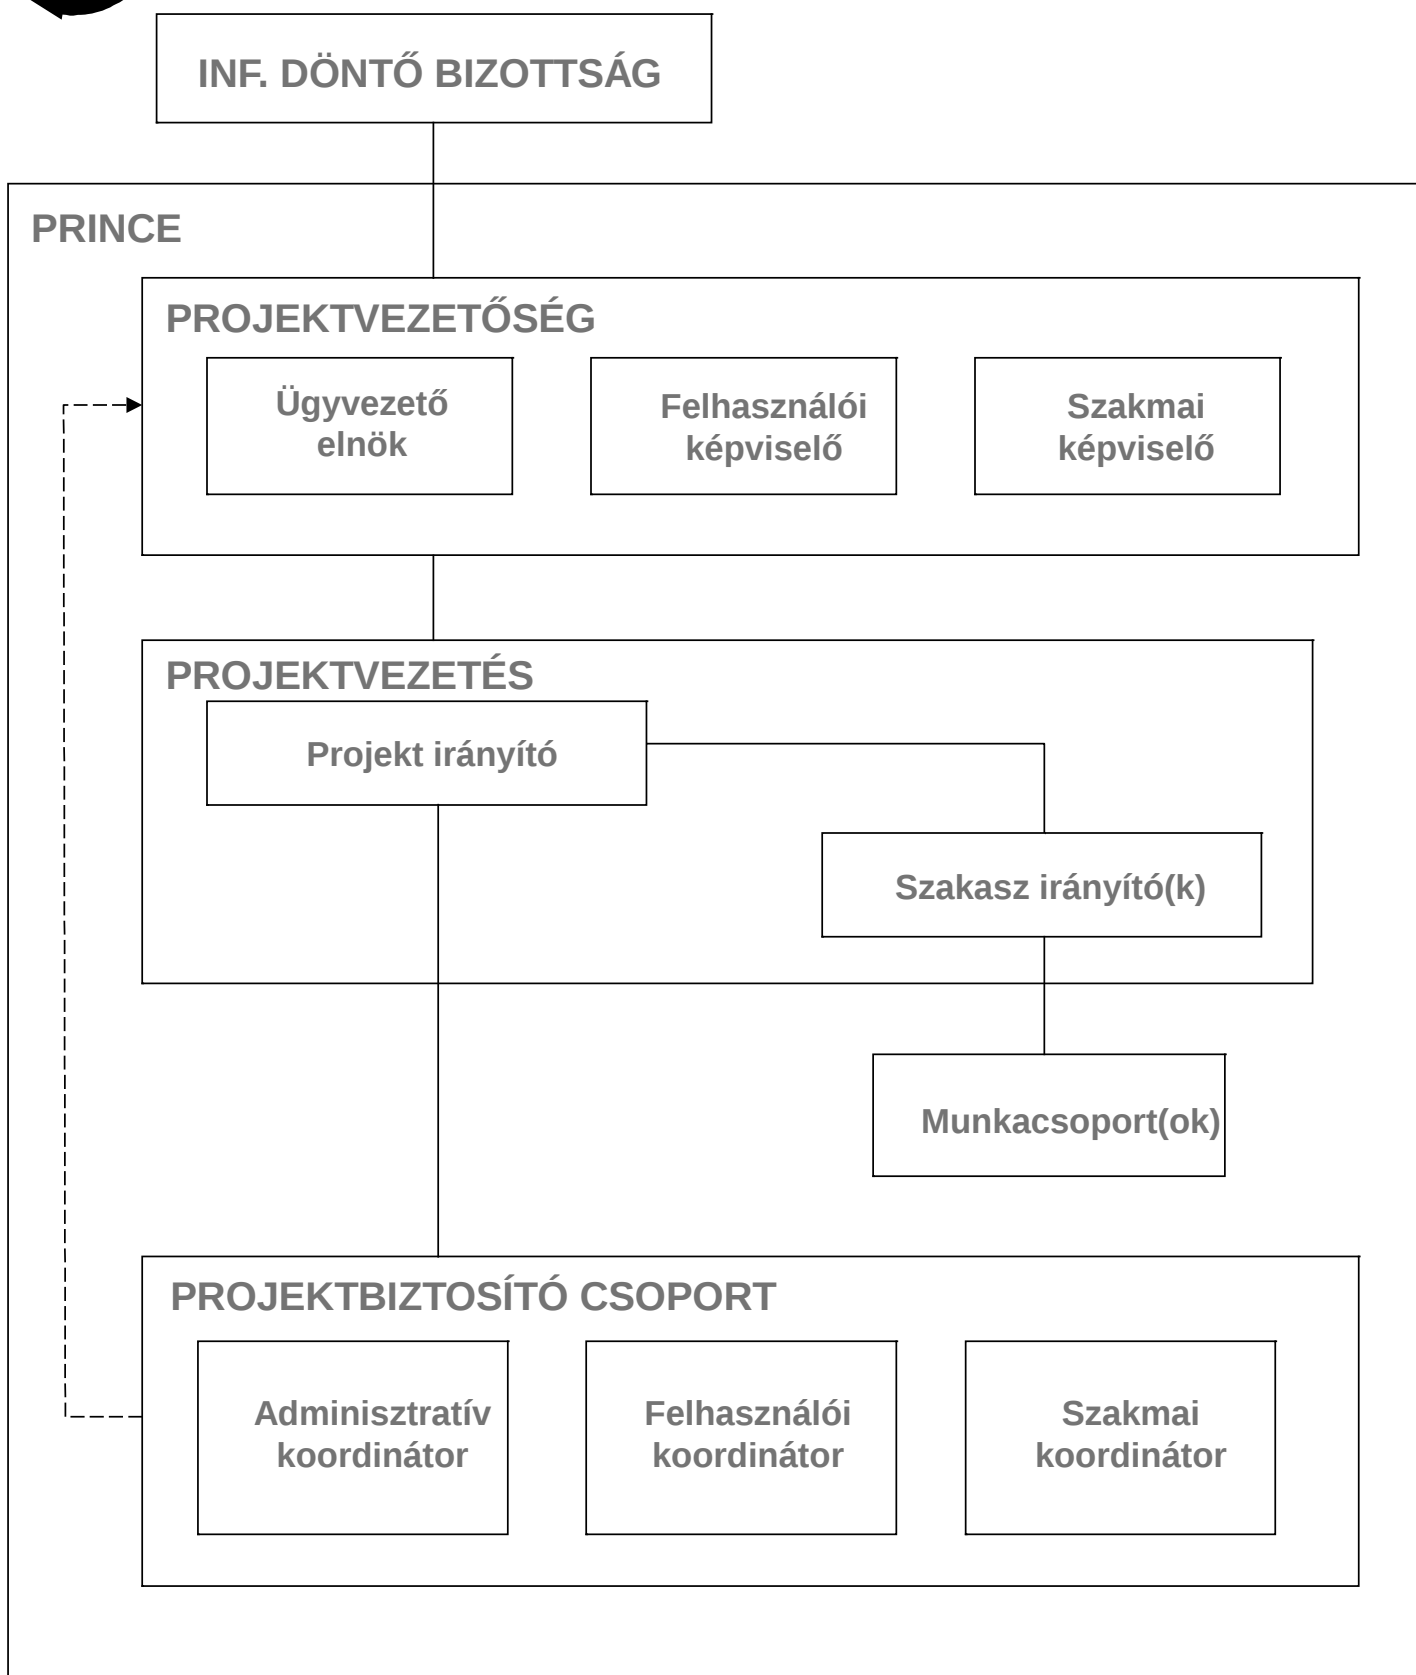 INF. DÖNTŐ BIZOTTSÁG
PRINCE
PROJEKTVEZETŐSÉG
Ügyvezető
elnök
Felhasználói
képviselő
Szakmai
képviselő
PROJEKTVEZETÉS
Projekt irányító
Szakasz irányító(k)
Munkacsoport(ok)
PROJEKTBIZTOSÍTÓ CSOPORT
Adminisztratív
koordinátor
Felhasználói
koordinátor
Szakmai
koordinátor